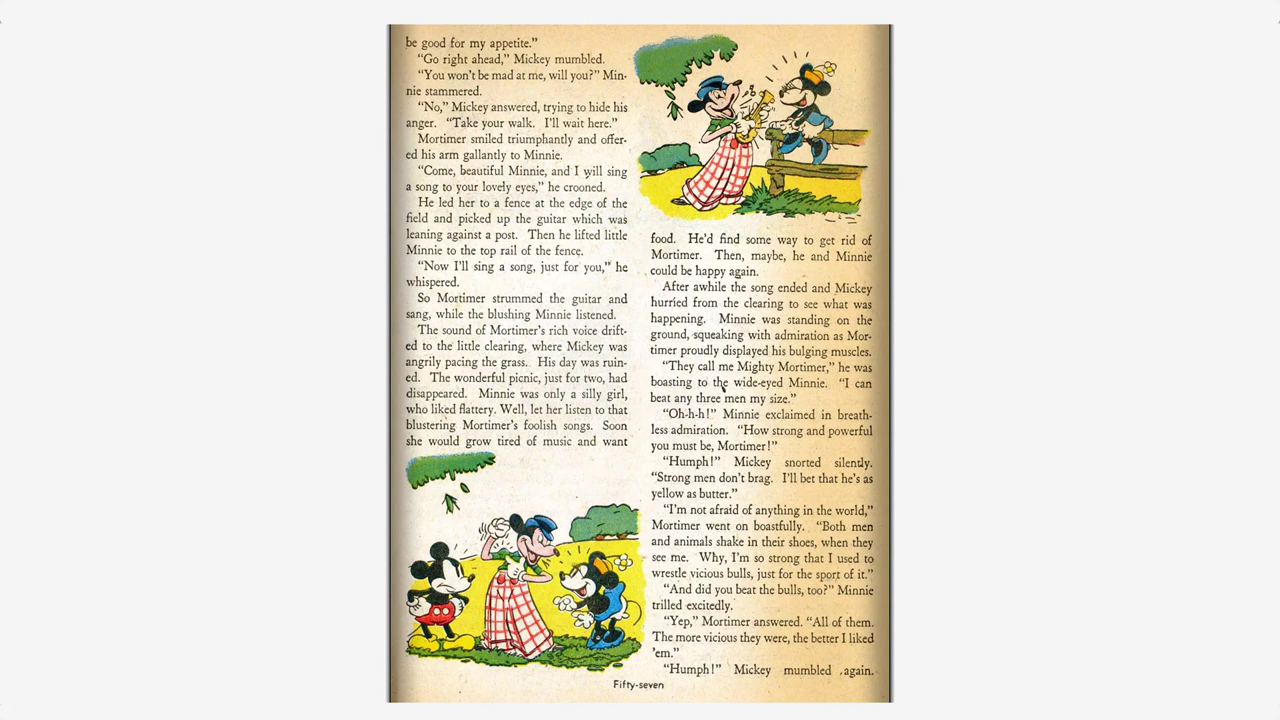 be good for my appetite."
"Go right ahead," Mickey mumbled.
"You won't be mad at me, will you?" Min-
nie stammered.
"No," Mickey answered, trying to hide his
anger. "Take your walk. I'll wait here."
Mortimer smiled triumphantly and offer-
ed his arm gallantly to Minnie.
"Come, beautiful Minnie, and I will sing
a song to your lovely eyes," he crooned.
He led her to a fence at the edge of the
field and picked up the guitar which was
leaning against a post. Then he lifted little
Minnie to the top rail of the fence.
"Now I'll sing a song, just for you," he
whispered.
So Mortimer strummed the guitar and
sang, while the blushing Minnie listened.
The sound of Mortimer's rich voice drift-
ed to the little clearing, where Mickey was
angrily pacing the grass. His day was ruin-
ed. The wonderful picnic, just for two, had
disappeared. Minnie was only a silly girl,
who liked flattery. Well, let her listen to that
blustering Mortimer's foolish songs. Soon
she would grow tired of music and want
food. He'd find some way to get rid of
Mortimer. Then, maybe, he and Minnie
could be happy again.
After awhile the song ended and Mickey
hurried from the clearing to see what was
happening. Minnie was standing on the
ground, squeaking with admiration as Mor-
timer proudly displayed his bulging muscles.
"They call me Mighty Mortimer," he was
boasting to the wide-eyed Minnie. "I can
beat any three men my size."
"Oh-h-h!" Minnie exclaimed in breath-
less admiration. "How strong and powerful
you must be, Mortimer!"
"Humph!" Mickey snorted silently.
"Strong men don't brag. I'll bet that he's as
yellow as butter."
"I'm not afraid of anything in the world,"
Mortimer went on boastfully. "Both men
and animals shake in their shoes, when they
see me. Why, I'm so strong that I used to
wrestle vicious bulls, just for the sport of it."
"And did you beat the bulls, too?" Minnie
trilled excitedly.
"Yep," Mortimer answered. "All of them.
The more vicious they were, the better I liked
'em."
"Humph!" Mickey mumbled again.
Fifty-seven